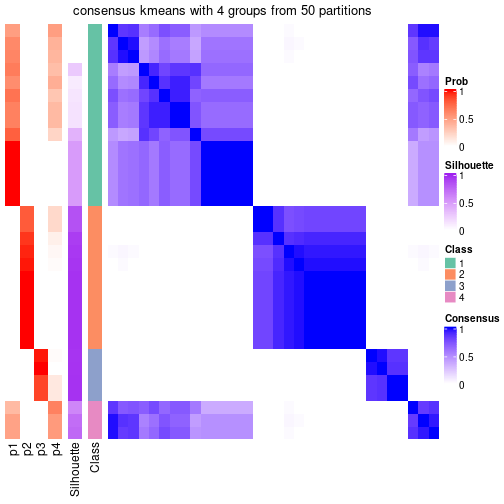 consensus kmeans with 4 groups from 50 partitions
Prob
1
0.5
0
Silhouette
1
0.5
0
Class
1
2
3
4
Consensus
1
0.5
0
p1
p2
p3
p4
Silhouette
Class